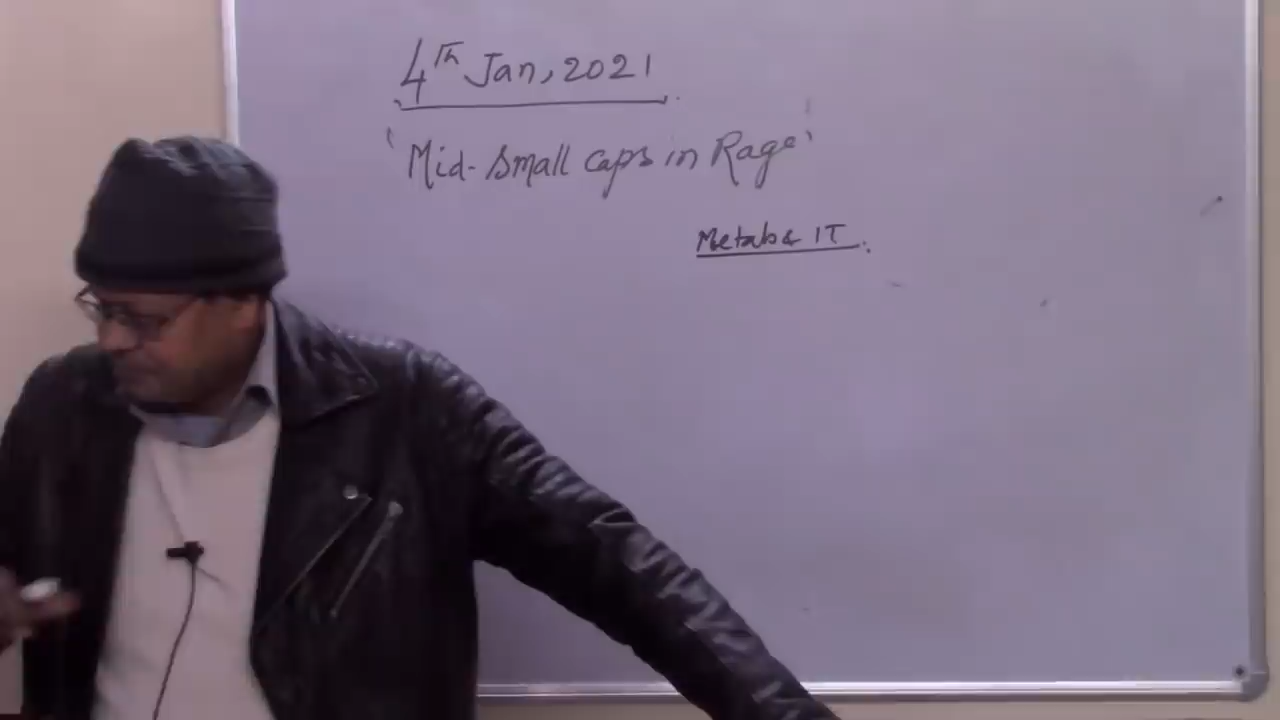 4th Jan, 2021
'Mid-Small caps in Rage'
Metals & IT.